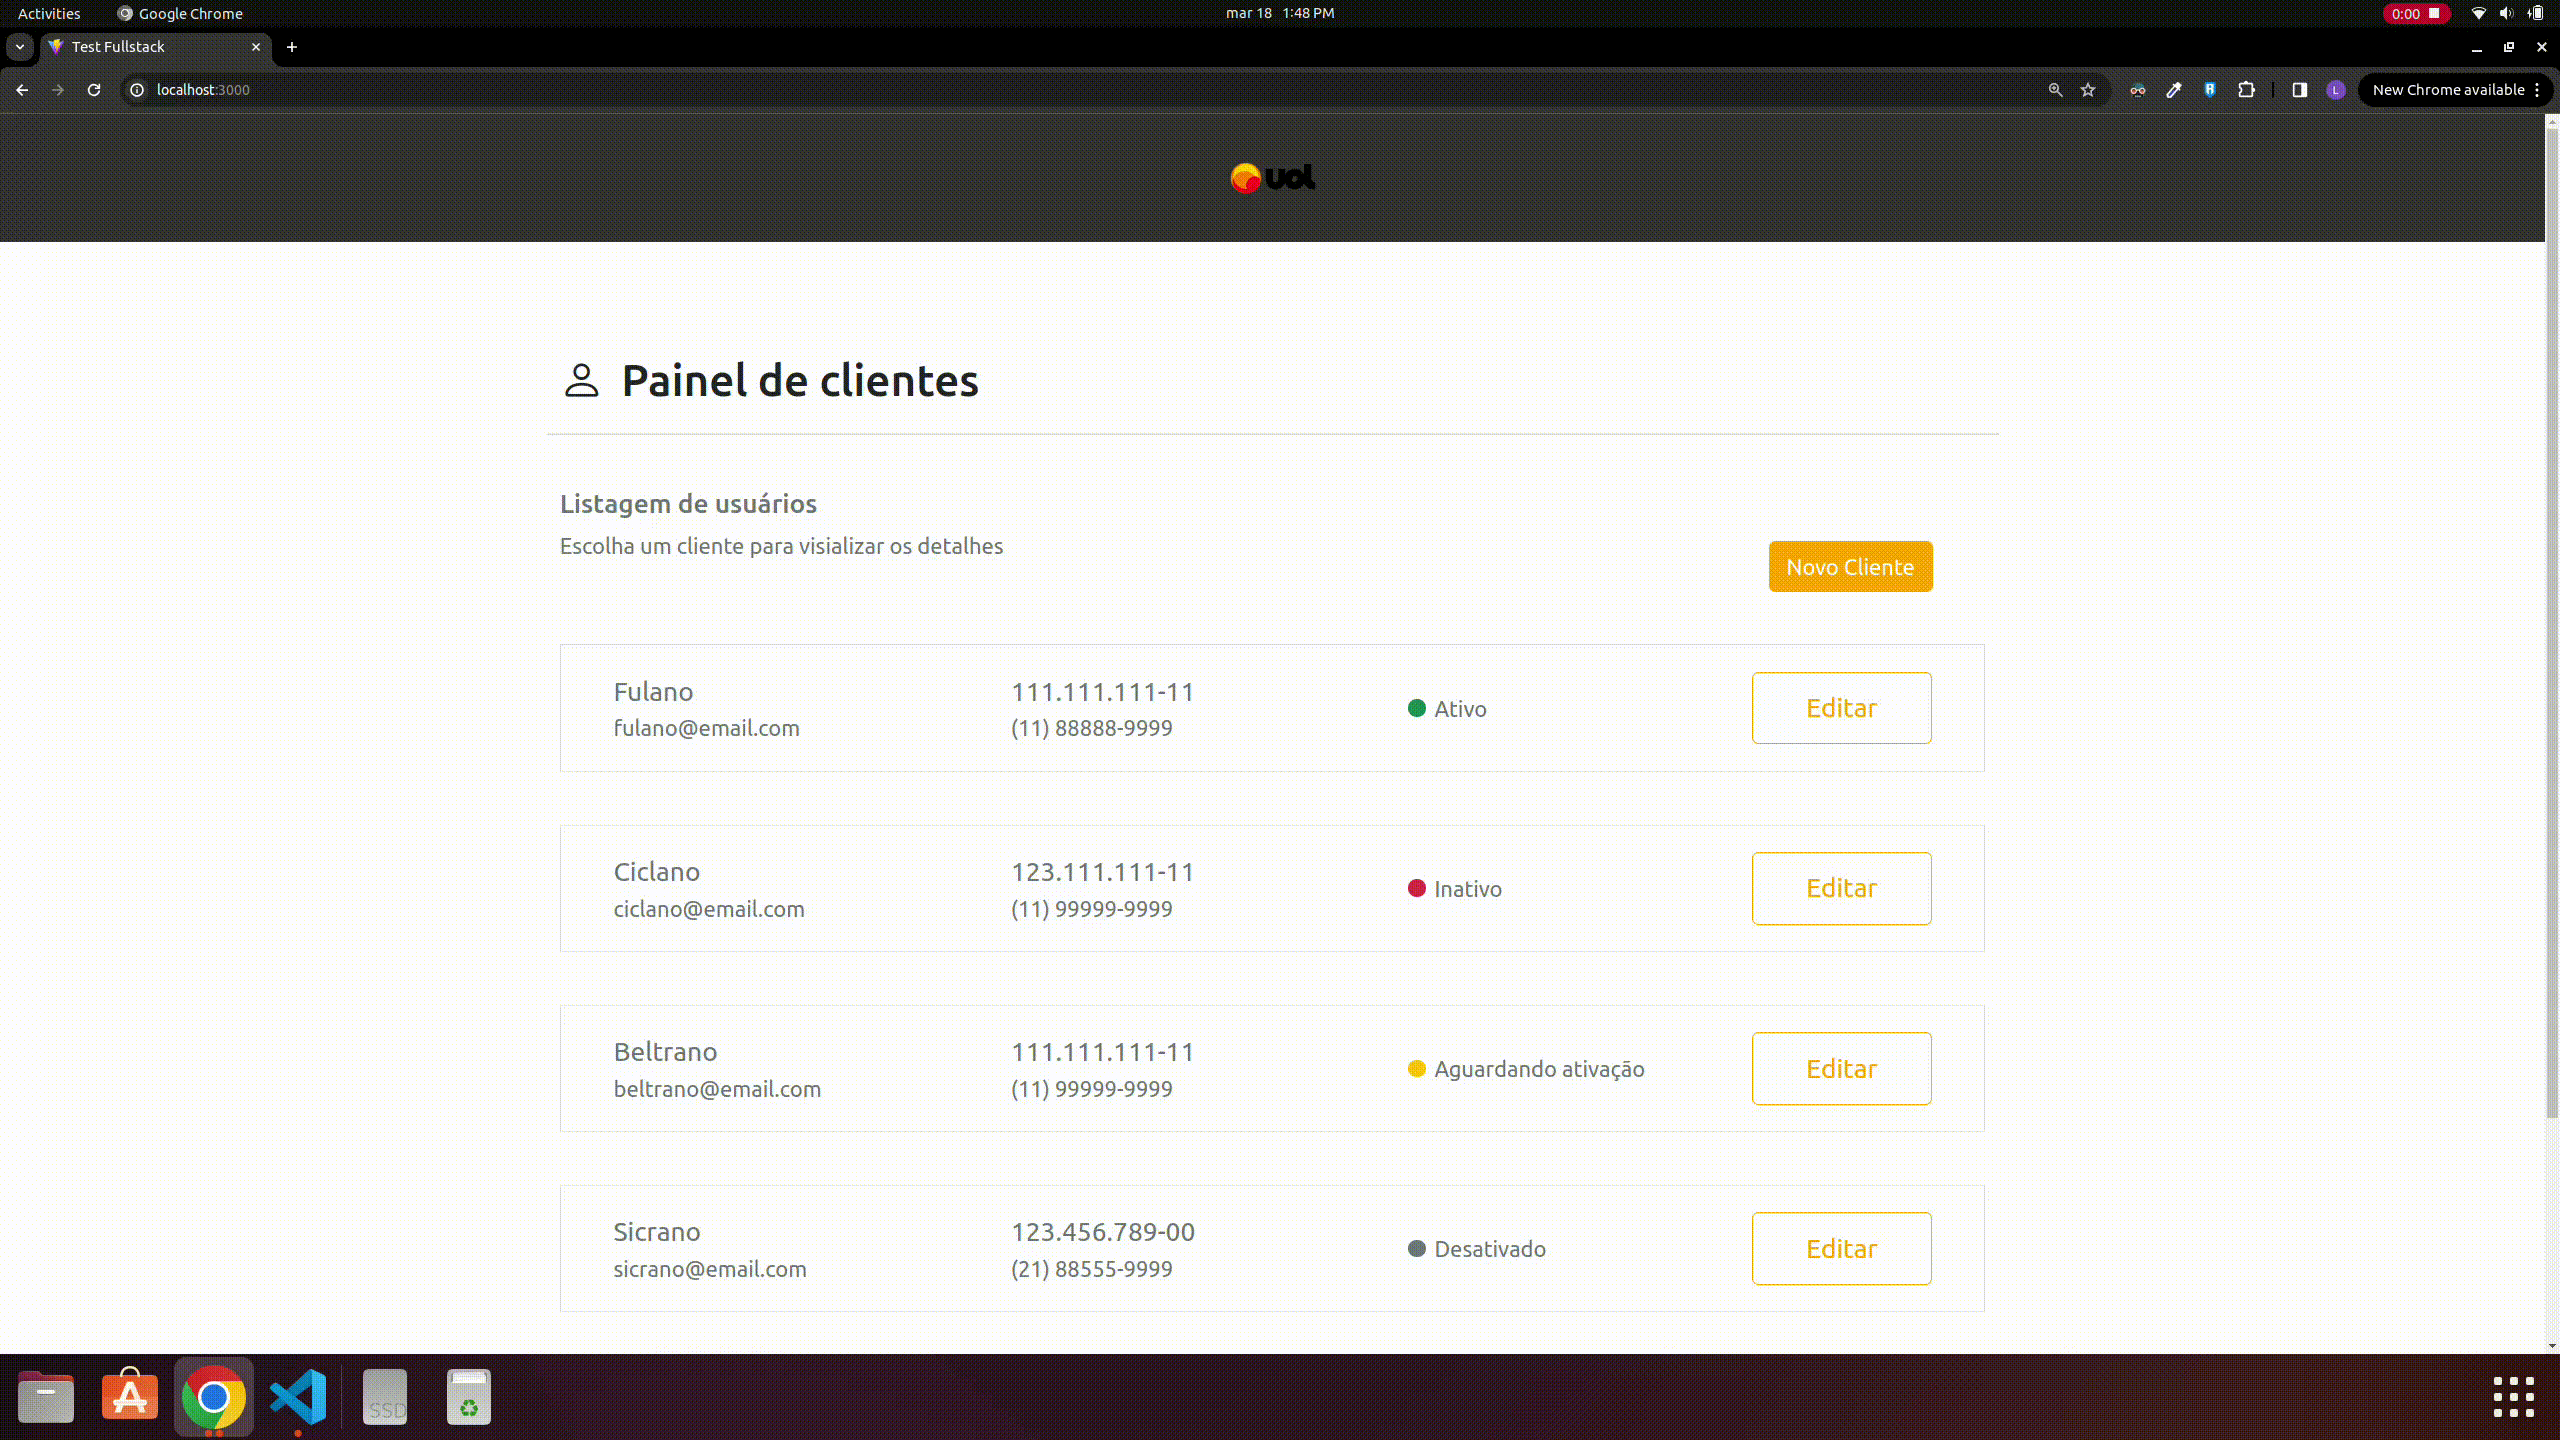 Activities
Google Chrome
mar 18 1:48 PM
0:00
Test Fullstack
localhost:3000
L
New Chrome available
uol
Painel de clientes
Listagem de usuários
Escolha um cliente para visializar os detalhes
Novo Cliente
Fulano
fulano@email.com
111.111.111-11
(11) 88888-9999
Ativo
Editar
Ciclano
ciclano@email.com
123.111.111-11
(11) 99999-9999
Inativo
Editar
Beltrano
beltrano@email.com
111.111.111-11
(11) 99999-9999
Aguardando ativação
Editar
Sicrano
sicrano@email.com
123.456.789-00
(21) 88555-9999
Desativado
Editar
SSD